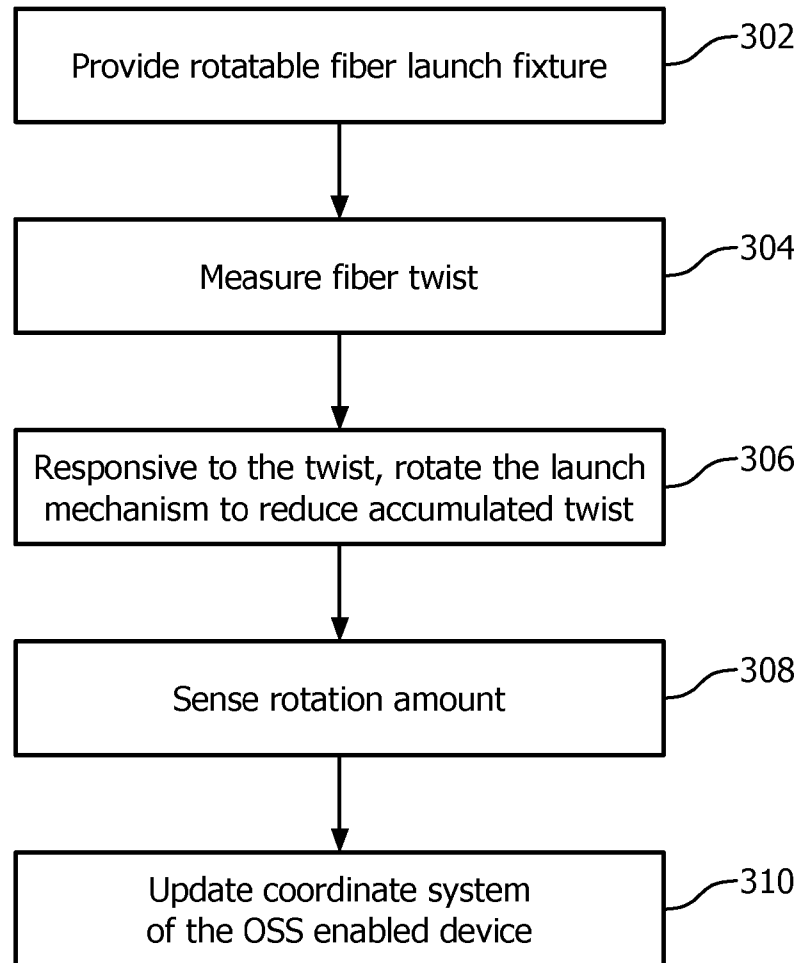 Provide rotatable fiber launch fixture
302
Measure fiber twist
304
Responsive to the twist, rotate the launch
mechanism to reduce accumulated twist
306
Sense rotation amount
308
Update coordinate system
of the OSS enabled device
310